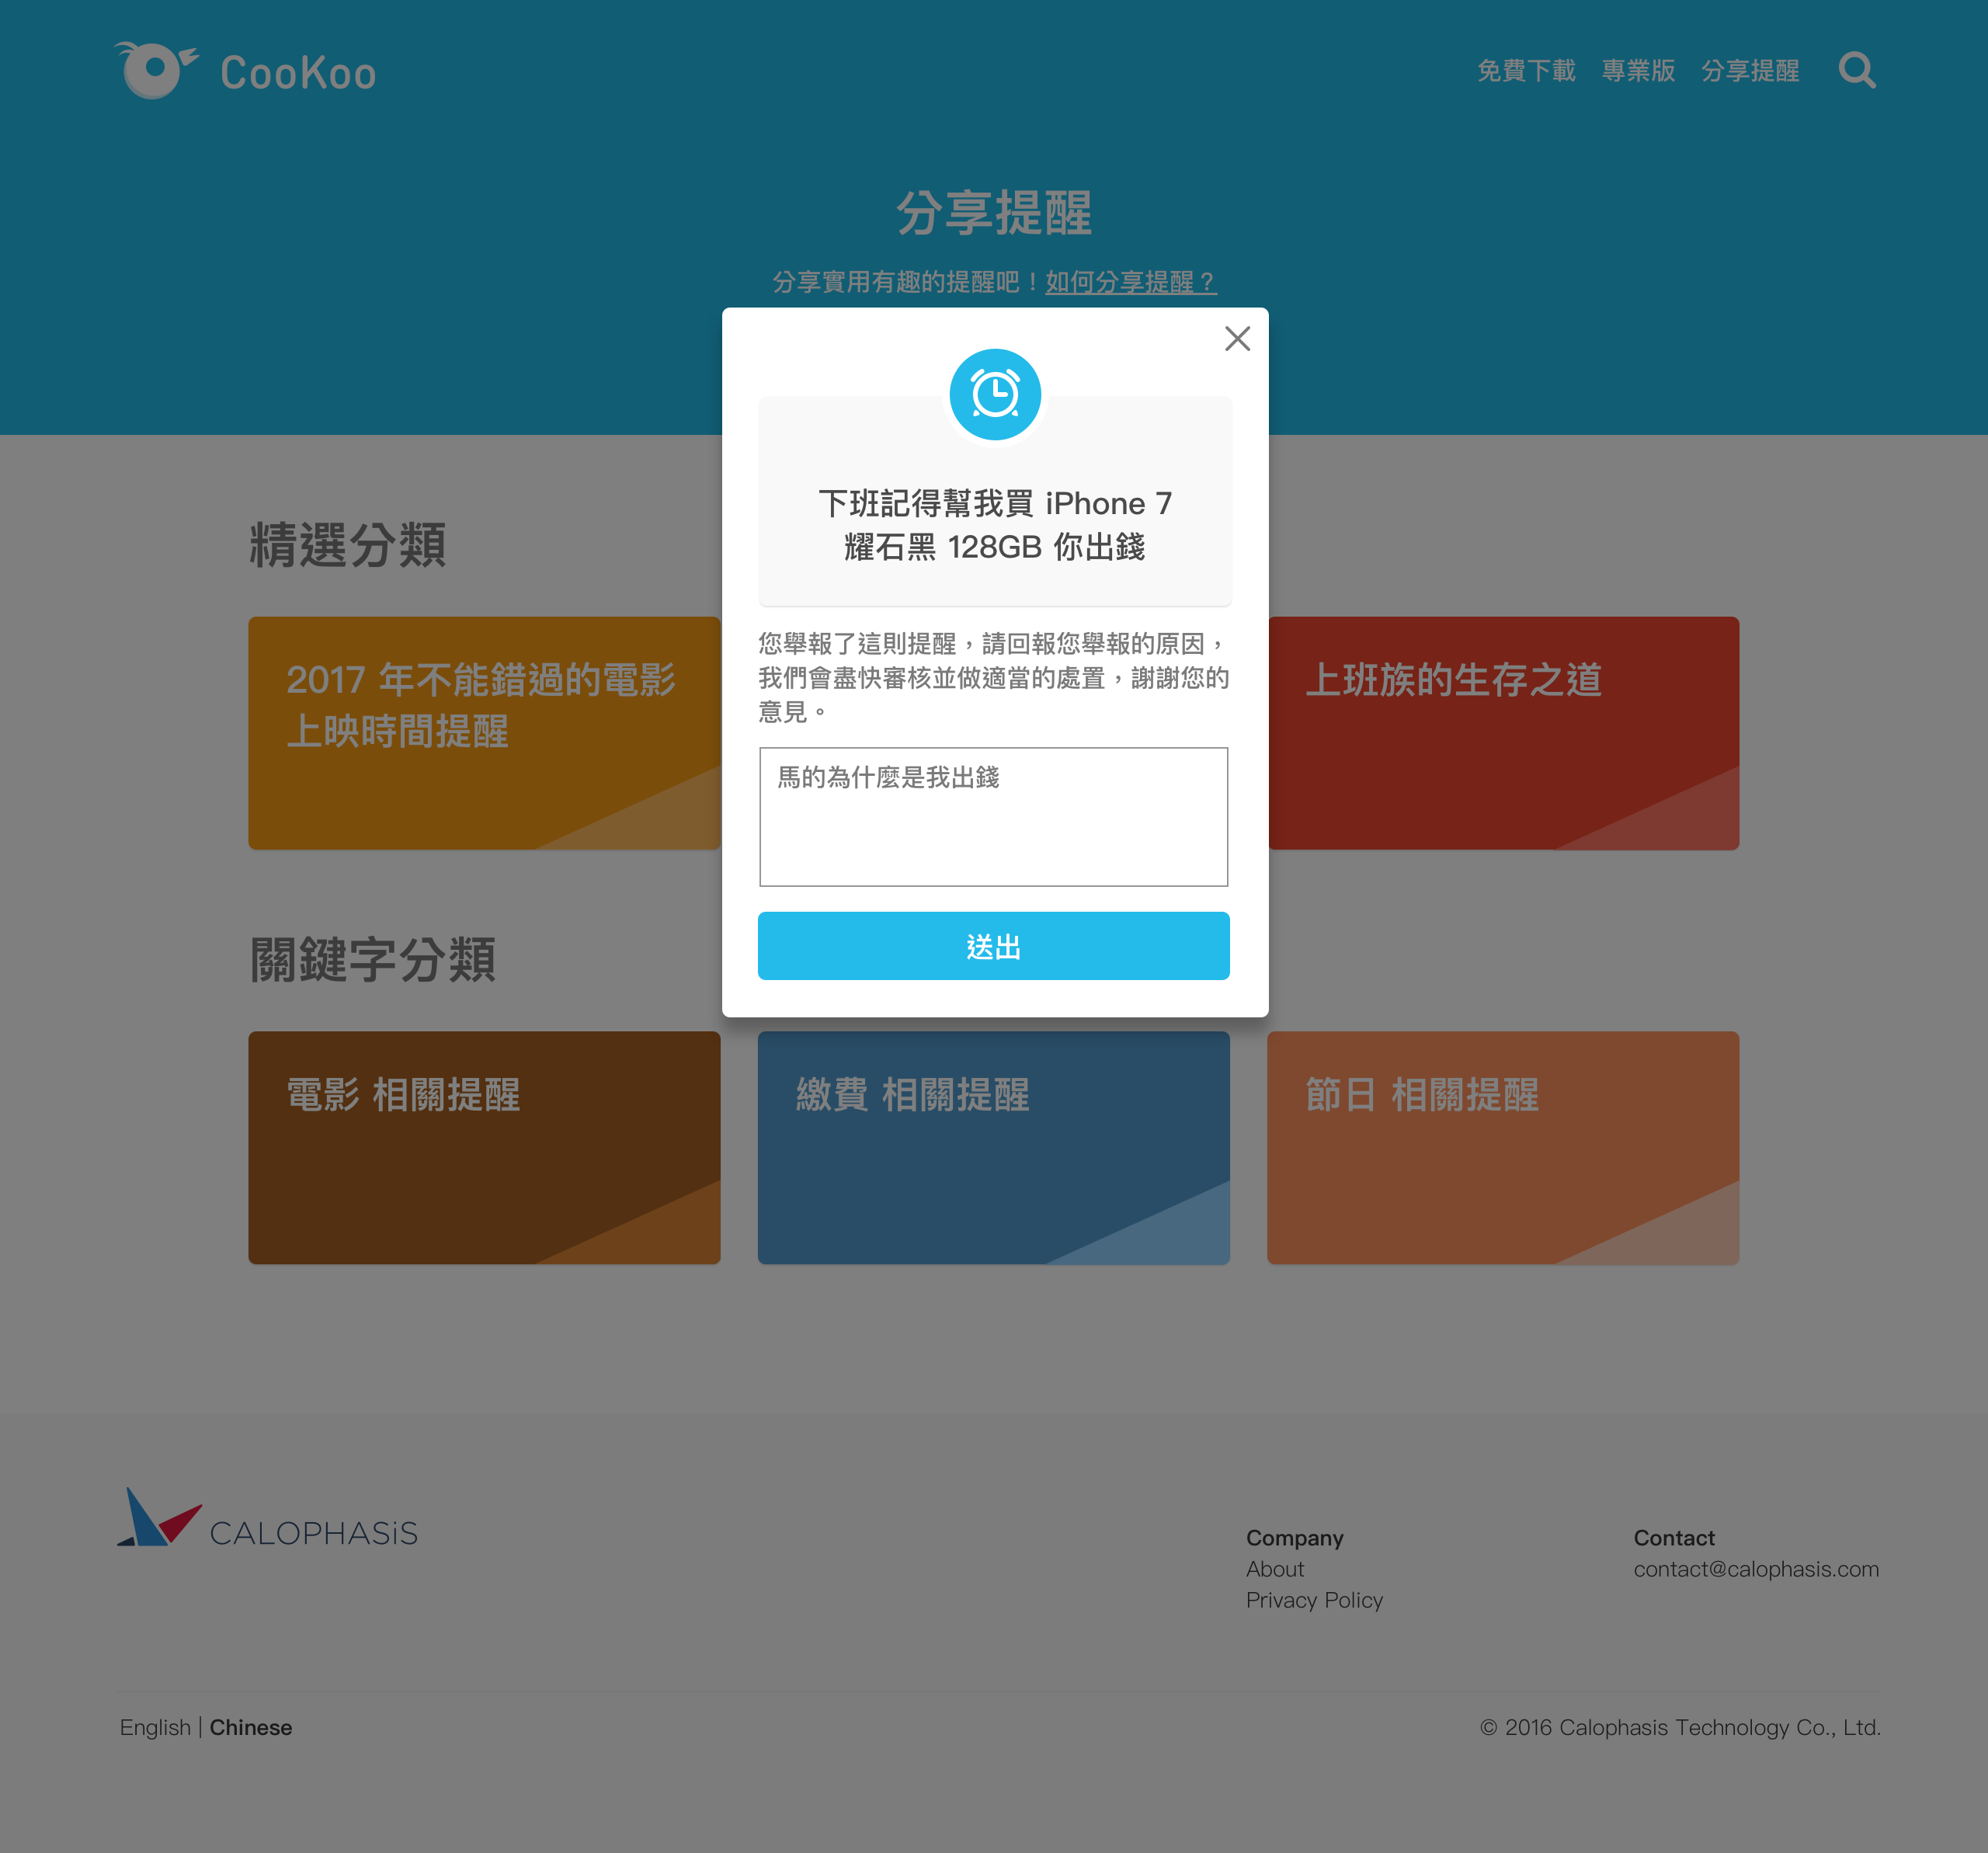 CooKoo
免費下載 專業版 分享提醒
分享提醒
分享實用有趣的提醒吧！如何分享提醒？
下班記得幫我買 iPhone 7
耀石黑 128GB 你出錢
您舉報了這則提醒，請回報您舉報的原因，
我們會盡快審核並做適當的處置，謝謝您的
意見。
馬的為什麼是我出錢
送出
精選分類
2017 年不能錯過的電影
上映時間提醒
上班族的生存之道
關鍵字分類
電影 相關提醒
繳費 相關提醒
節日 相關提醒
CALOPHASiS
Company
About
Privacy Policy
Contact
contact@calophasis.com
English | Chinese
© 2016 Calophasis Technology Co., Ltd.